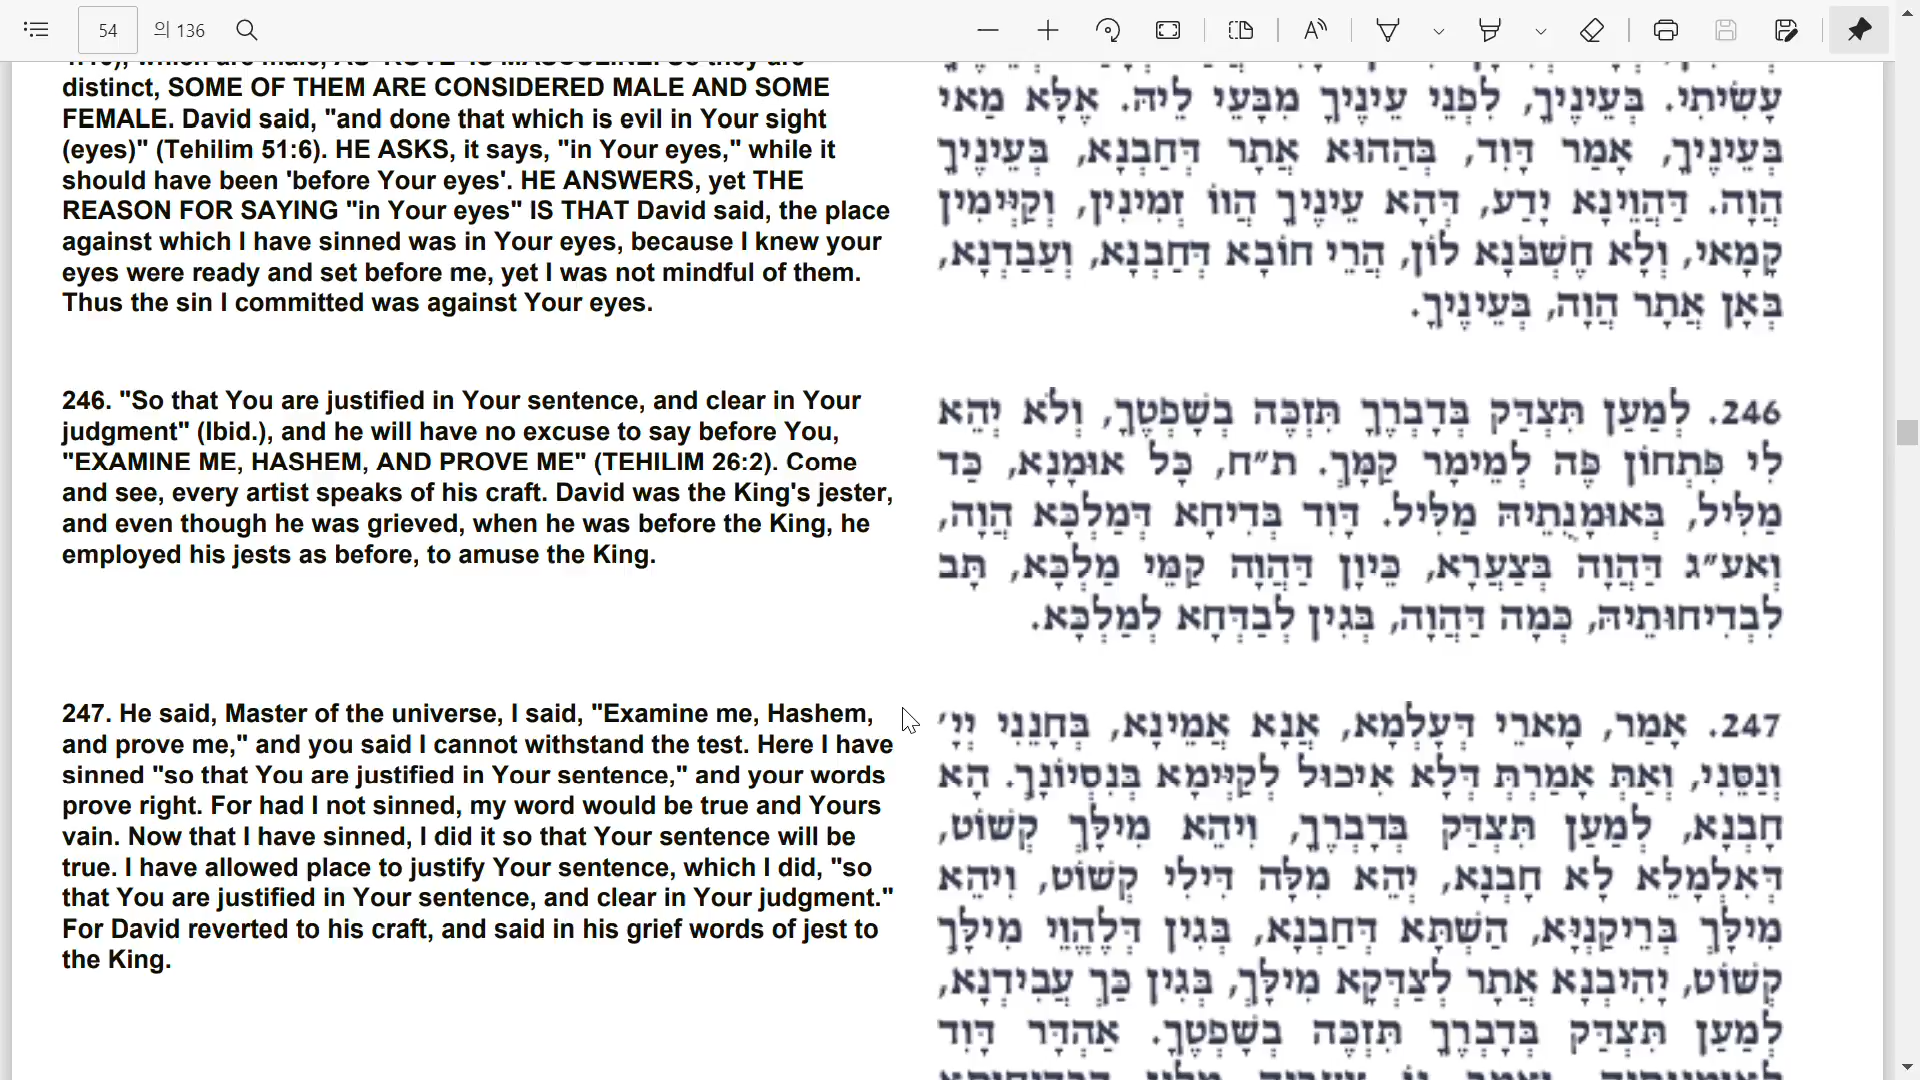 54 의 136
distinct, SOME OF THEM ARE CONSIDERED MALE AND SOME
FEMALE. David said, "and done that which is evil in Your sight
(eyes)" (Tehilim 51:6). HE ASKS, it says, "in Your eyes," while it
should have been 'before Your eyes'. HE ANSWERS, yet THE
REASON FOR SAYING "in Your eyes" IS THAT David said, the place
against which I have sinned was in Your eyes, because I knew your
eyes were ready and set before me, yet I was not mindful of them.
Thus the sin I committed was against Your eyes.
עָשִׂיתִי. בְּעֵינֶיךָ, לִפְנֵי עֵינֶיךָ מִבָּעֵי לֵיהּ. אֶלָּא מַאי
בְּעֵינֶיךָ, אָמַר דָּוִד, בְּהַהוּא אֲתַר דְּחַבְנָא, בְּעֵינֶיךָ
הֲוָה. דַּהֲוֵינָא יָדַע, דְּהָא עֵינֶיךָ הֲווֹ זְמִינִין, וְקַיְימִין
קָמָאי, וְלָא חֲשִׁבְנָא לוֹן, הֲרֵי חוֹבָא דְּחַבְנָא, וְעַבַדְנָא,
בְּאָן אֲתָר הֲוָה, בְּעֵינֶיךָ.
246. "So that You are justified in Your sentence, and clear in Your
judgment" (Ibid.), and he will have no excuse to say before You,
"EXAMINE ME, HASHEM, AND PROVE ME" (TEHILIM 26:2). Come
and see, every artist speaks of his craft. David was the King's jester,
and even though he was grieved, when he was before the King, he
employed his jests as before, to amuse the King.
246. לְמַעַן תִּצְדַּק בְּדָבְרֶךָ תִּזְכֶּה בְשָׁפְטֶךָ, וְלֹא יְהֵא
לִי פִּתְחוֹן פֶּה לְמֵימָר קַמָּךְ. ת״ח, כָּל אוּמָנָא, כַּד
מַלִּיל, בְּאוּמָנֻתֵיהּ מַלִּיל. דָּוִד בְּדִיחָא דְּמַלְכָּא הֲוָה,
וְאע״ג דַּהֲוָה בְּצַעֲרָא, כֵּיוָן דַּהֲוָה קַמֵּי מַלְכָּא, תָּב
לִבְדִיחוּתֵיהּ, כְּמָה דַּהֲוָה, בְּגִין לְבַדְּחָא לְמַלְכָּא.
247. He said, Master of the universe, I said, "Examine me, Hashem,
and prove me," and you said I cannot withstand the test. Here I have
sinned "so that You are justified in Your sentence," and your words
prove right. For had I not sinned, my word would be true and Yours
vain. Now that I have sinned, I did it so that Your sentence will be
true. I have allowed place to justify Your sentence, which I did, "so
that You are justified in Your sentence, and clear in Your judgment."
For David reverted to his craft, and said in his grief words of jest to
the King.
247. אָמַר, מָארֵי דְּעָלְמָא, אֲנָא אֲמֵינָא, בְּחָנֵנִי יְיָ׳
וְנַסֵּנִי, וְאַתְּ אָמַרְתְּ דְּלָא אִיכוּל לְקַיְּימָא בְּנִסְיוֹנָךְ. הָא
חָבְנָא, לְמַעַן תִּצְדַּק בְּדָבְרֶךָ, וִיהֵא מִילָּךְ קְשׁוֹט,
דְּאִלְמָלֵא לָא חָבְנָא, יְהֵא מִלָּה דִּילִי קְשׁוֹט, וִיהֵא
מִילָּךְ בְּרֵיקַנְיָּא, הַשְׁתָּא דְּחַבְנָא, בְּגִין דְּלֶהֱוֵי מִילָּךְ
קְשׁוֹט, יָהִיבְנָא אֲתָר לְצַדְּקָא מִילָּךְ, בְּגִין כַּךְ עֲבִידְנָא,
לְמַעַן תִּצְדַּק בְּדָבְרֶךָ תִּזְכֶּה בְשָׁפְטֶךָ. אַהְדָּר דָּוִד